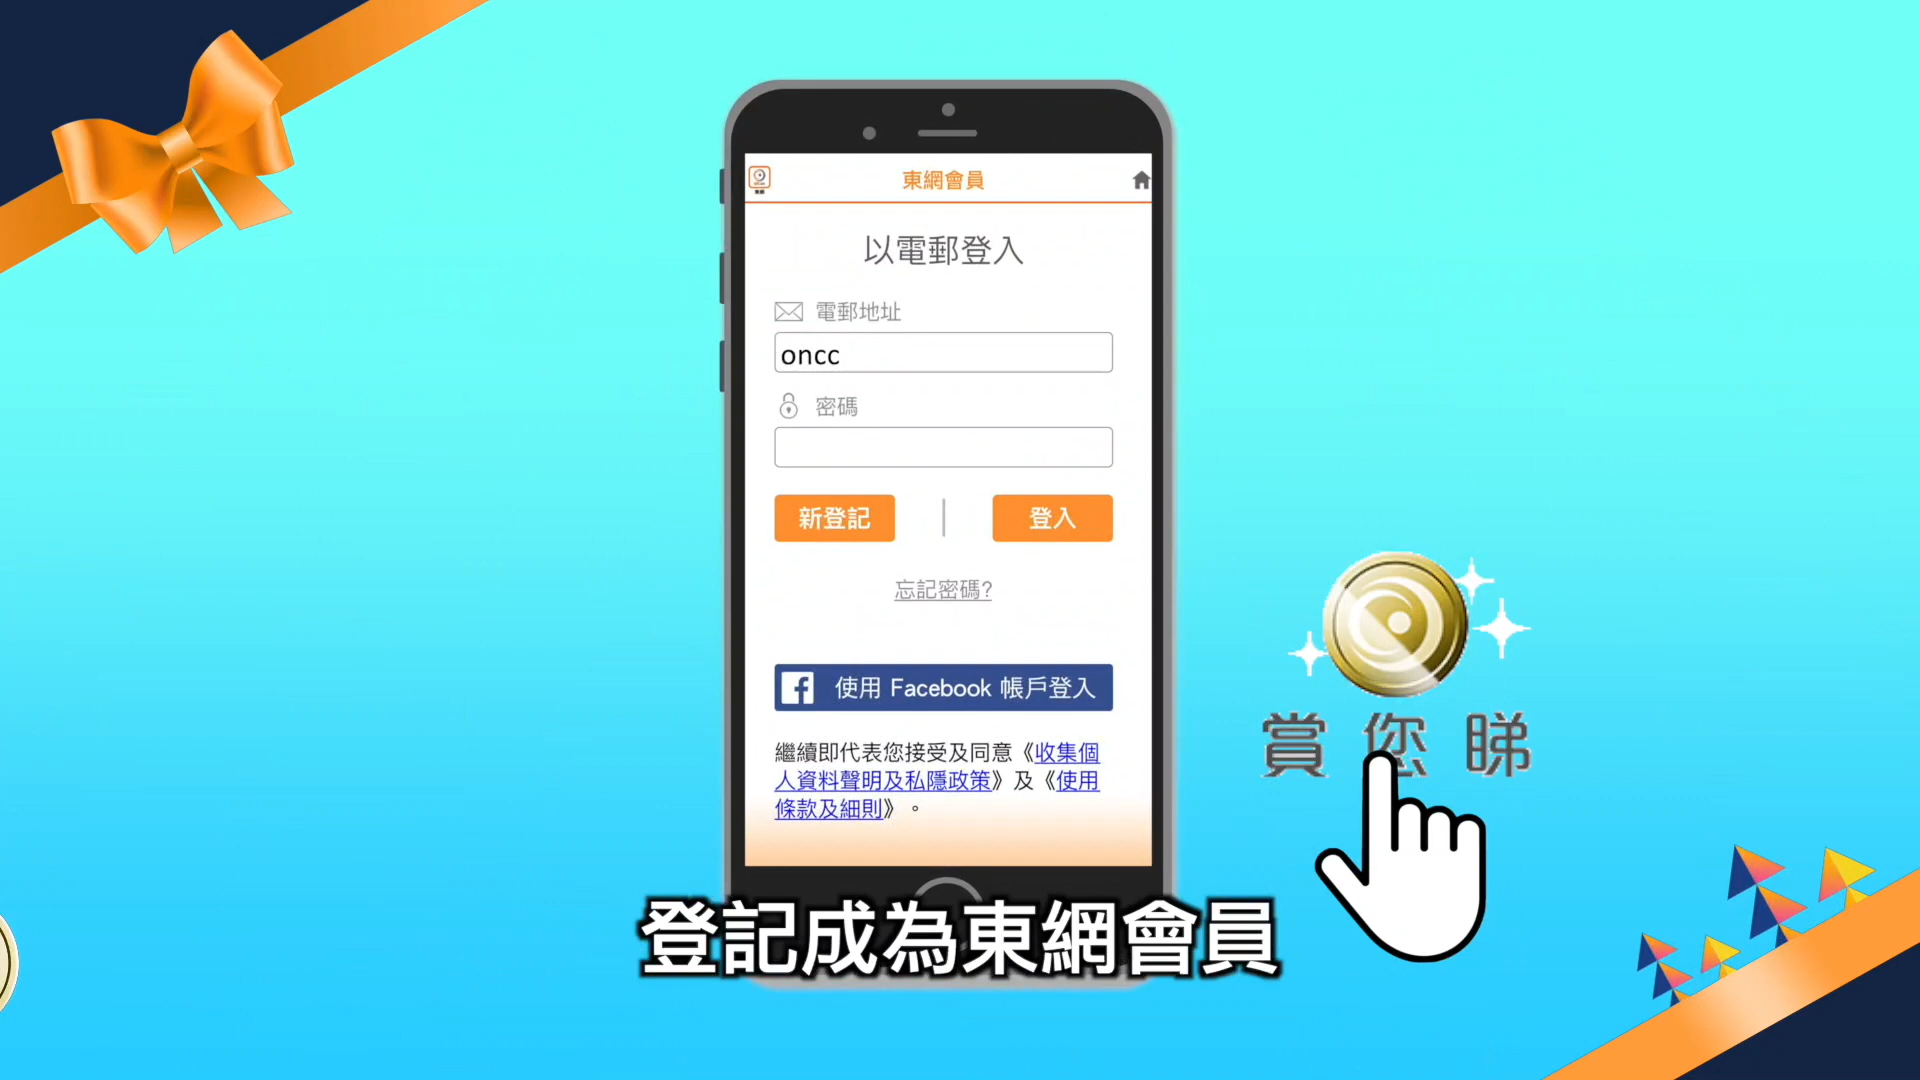 東網會員
以電郵登入
電郵地址
oncc
密碼
新登記
登入
忘記密碼?
使用 Facebook 帳戶登入
繼續即代表您接受及同意《收集個
人資料聲明及私隱政策》及《使用
條款及細則》。
賞您睇
登記成為東網會員